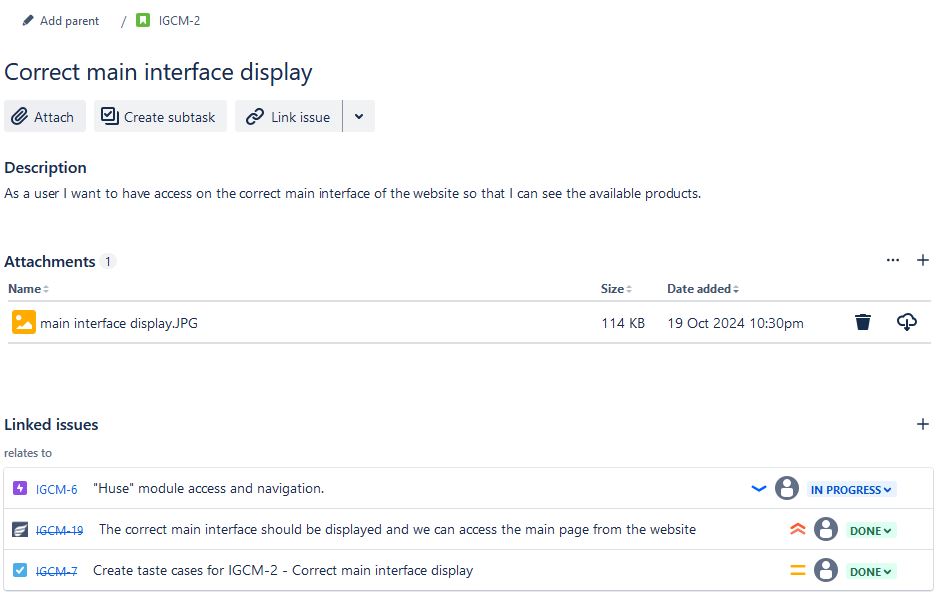 Add parent / IGCM-2
Correct main interface display
Attach Create subtask Link issue
Description
As a user I want to have access on the correct main interface of the website so that I can see the available products.
Attachments 1
Name Size Date added
main interface display.JPG 114 KB 19 Oct 2024 10:30pm
Linked issues
relates to
IGCM-6 "Huse" module access and navigation. IN PROGRESS
IGCM-19 The correct main interface should be displayed and we can access the main page from the website DONE
IGCM-7 Create taste cases for IGCM-2 - Correct main interface display DONE